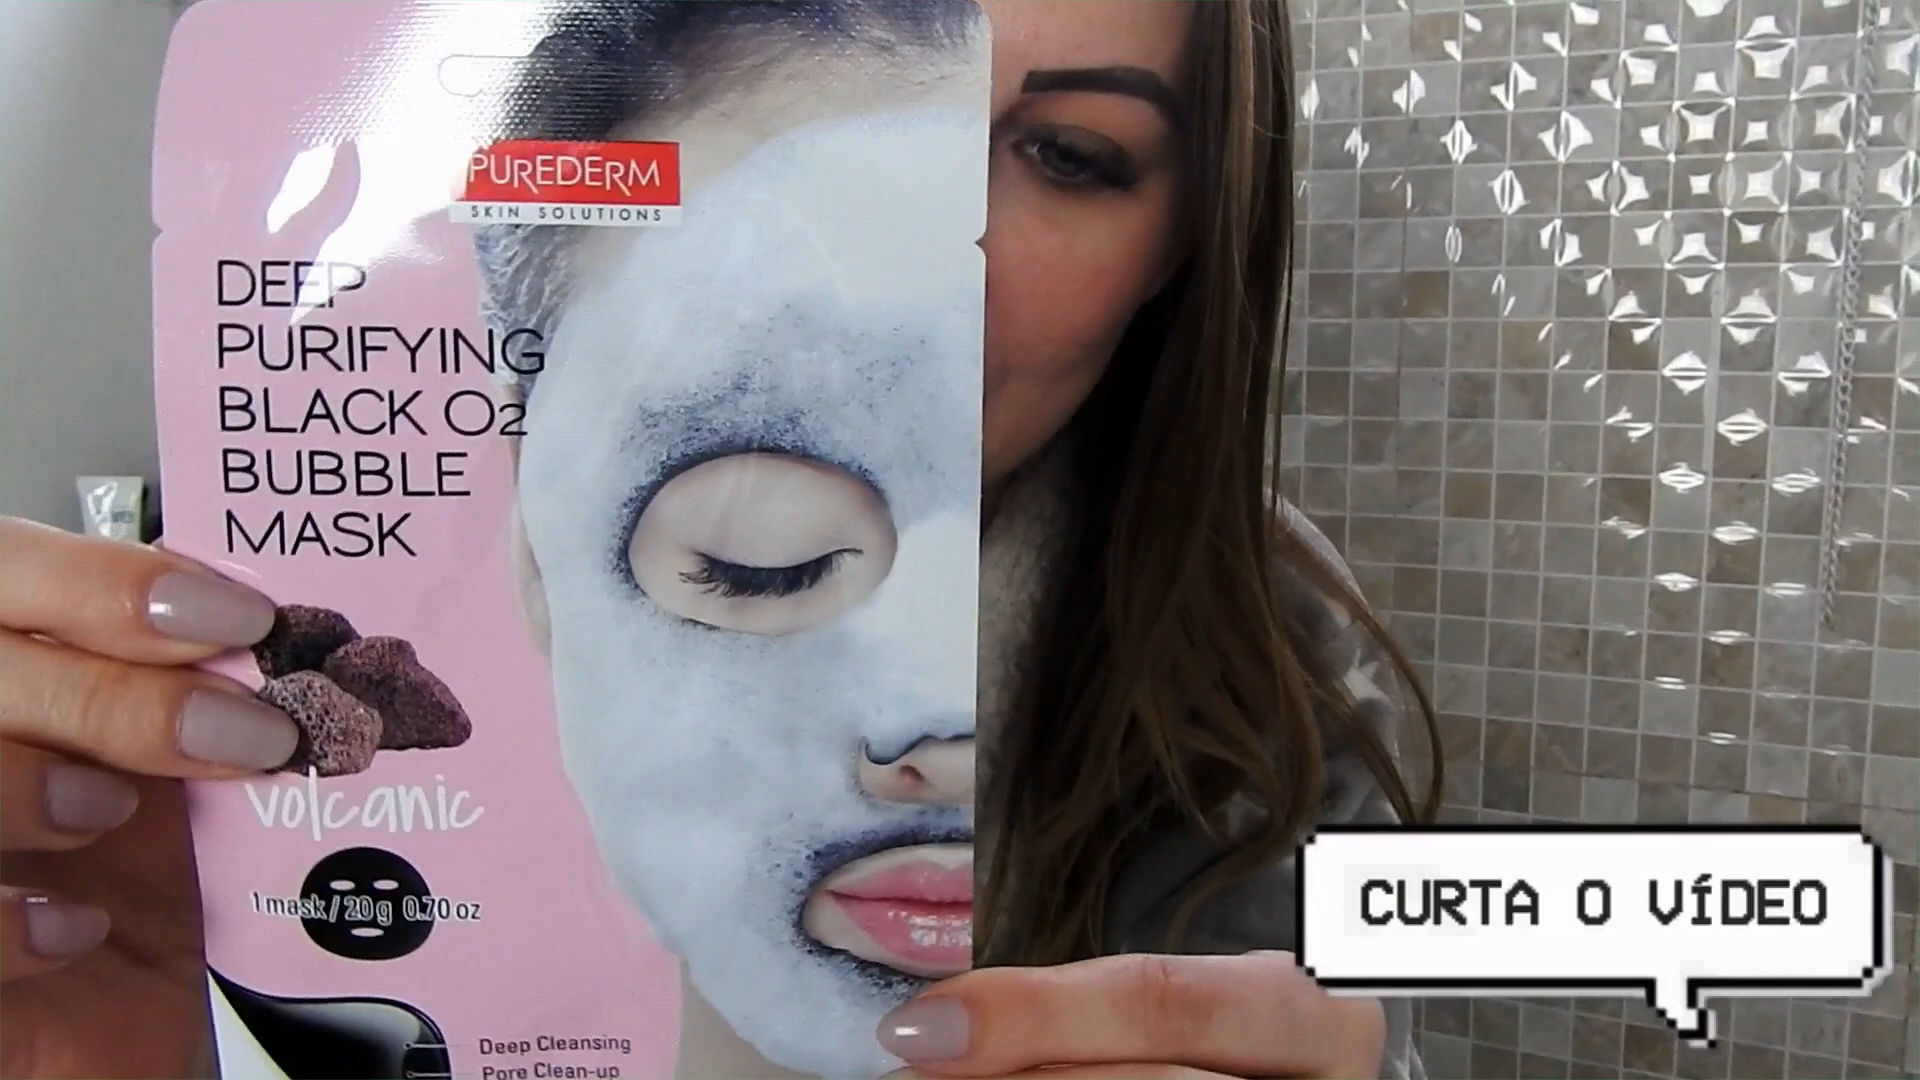 PUREDERM
SKIN SOLUTIONS
DEEP
PURIFYING
BLACK O2
BUBBLE
MASK
volcanic
1 mask / 20 g 0.70 oz
Deep Cleansing
Pore Clean-up
CURTA O VÍDEO